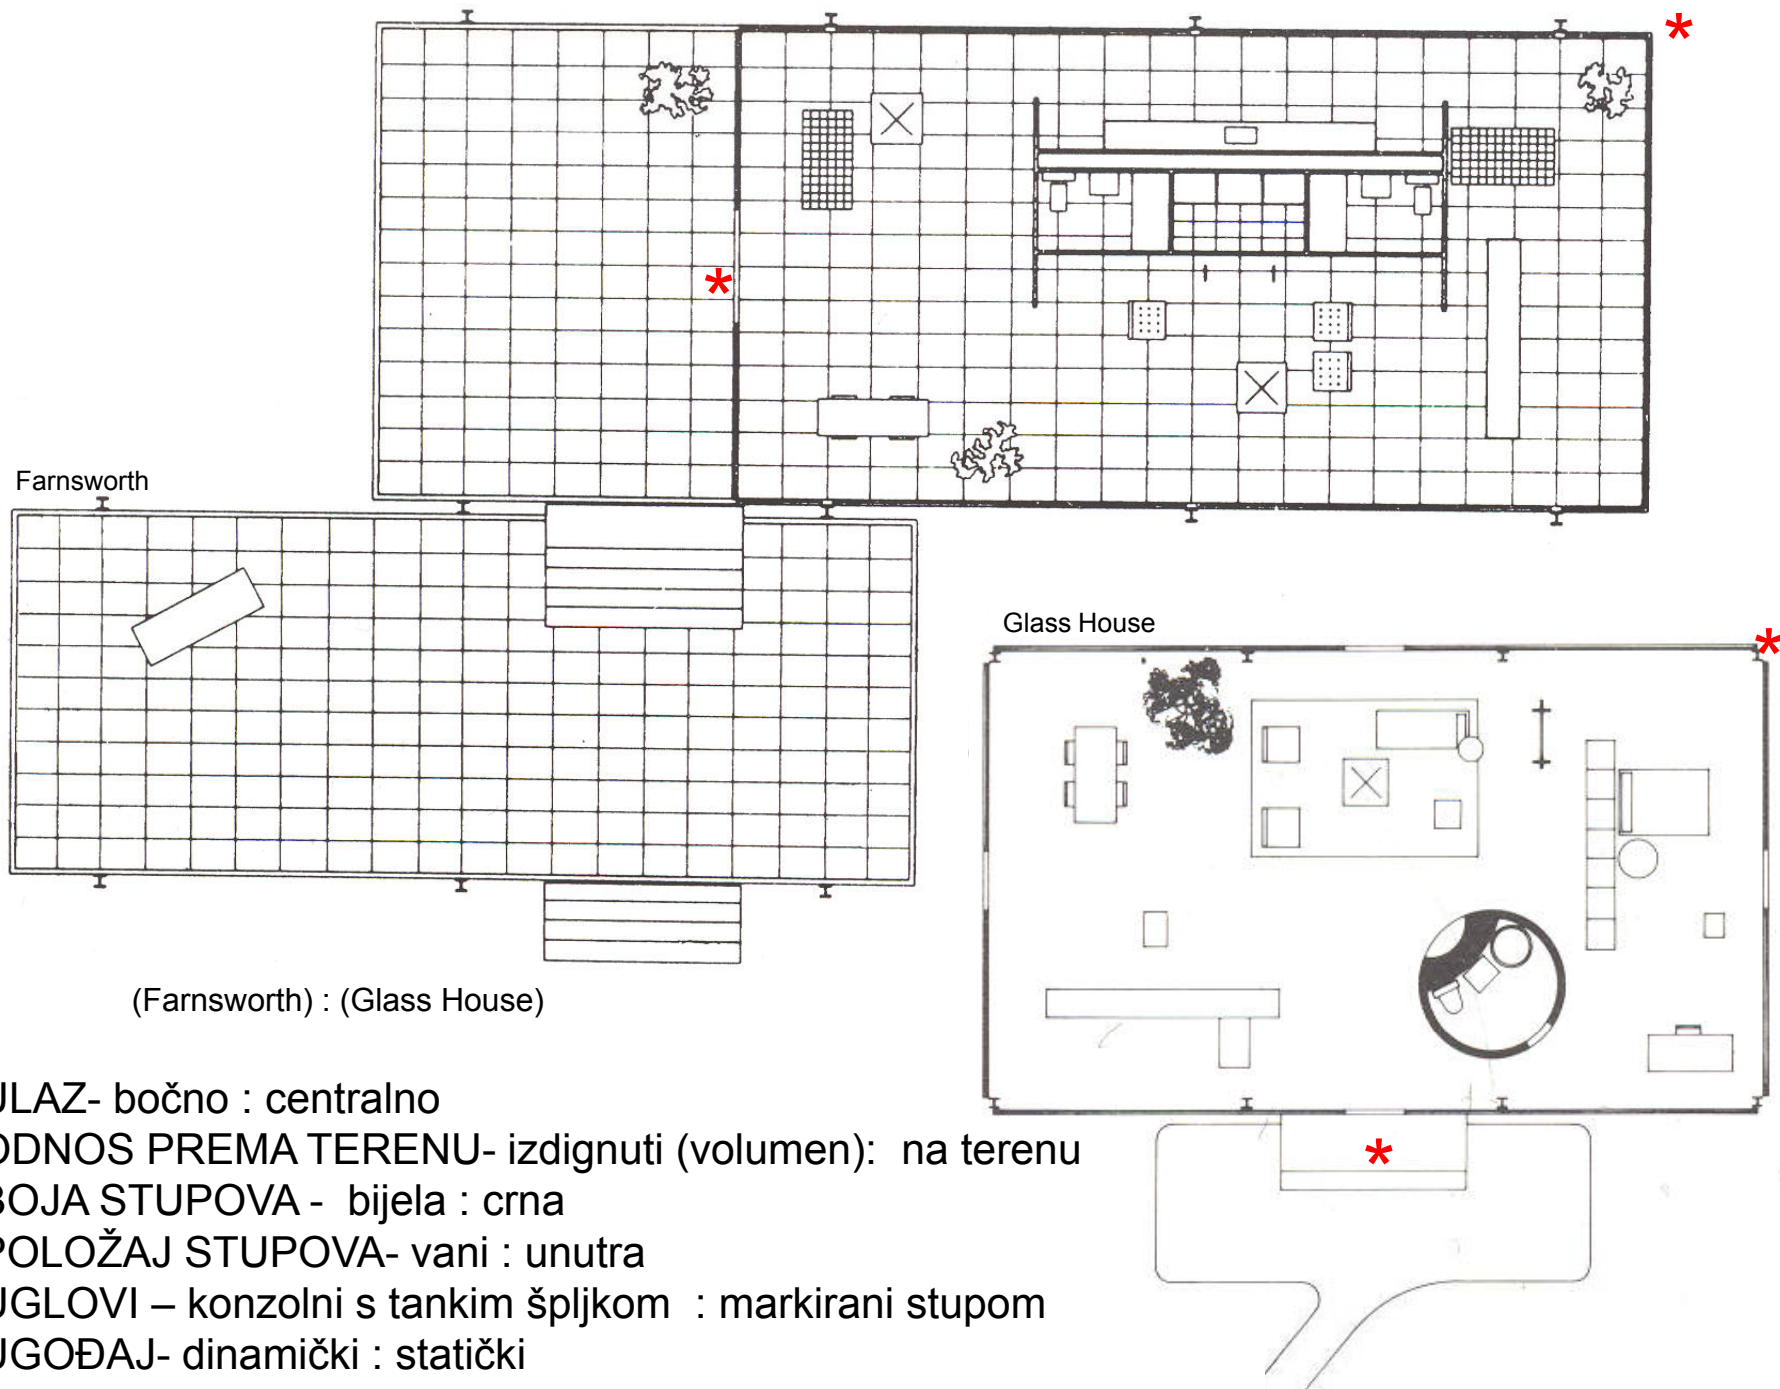 Farnsworth
Glass House
(Farnsworth) : (Glass House)
ULAZ- bočno : centralno
ODNOS PREMA TERENU- izdignuti (volumen): na terenu
BOJA STUPOVA - bijela : crna
POLOŽAJ STUPOVA- vani : unutra
UGLOVI – konzolni s tankim špljkom : markirani stupom
UGOĐAJ- dinamički : statički